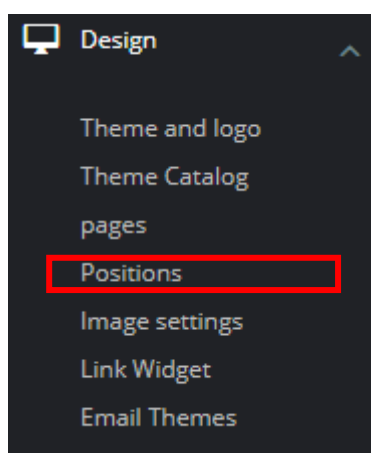 Design
Theme and logo
Theme Catalog
pages
Positions
Image settings
Link Widget
Email Themes